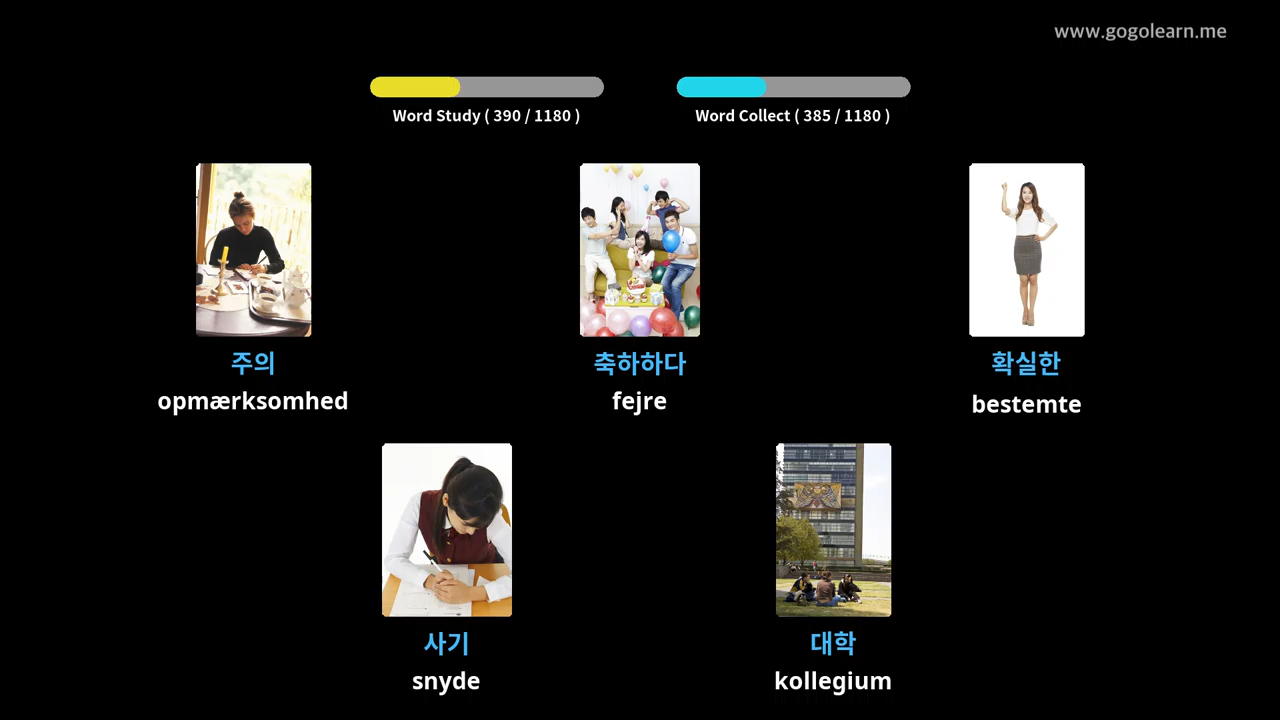 www.gogolearn.me
Word Study ( 390 / 1180 )
Word Collect ( 385 / 1180 )
주의
opmærksomhed
축하하다
fejre
확실한
bestemte
사기
snyde
대학
kollegium